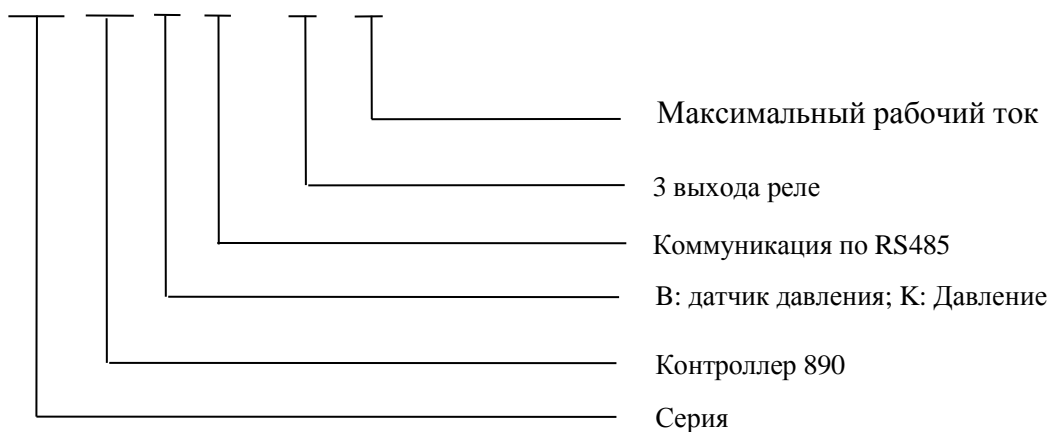 Максимальный рабочий ток
3 выхода реле
Коммуникация по RS485
В: датчик давления; К: Давление
Контроллер 890
Серия